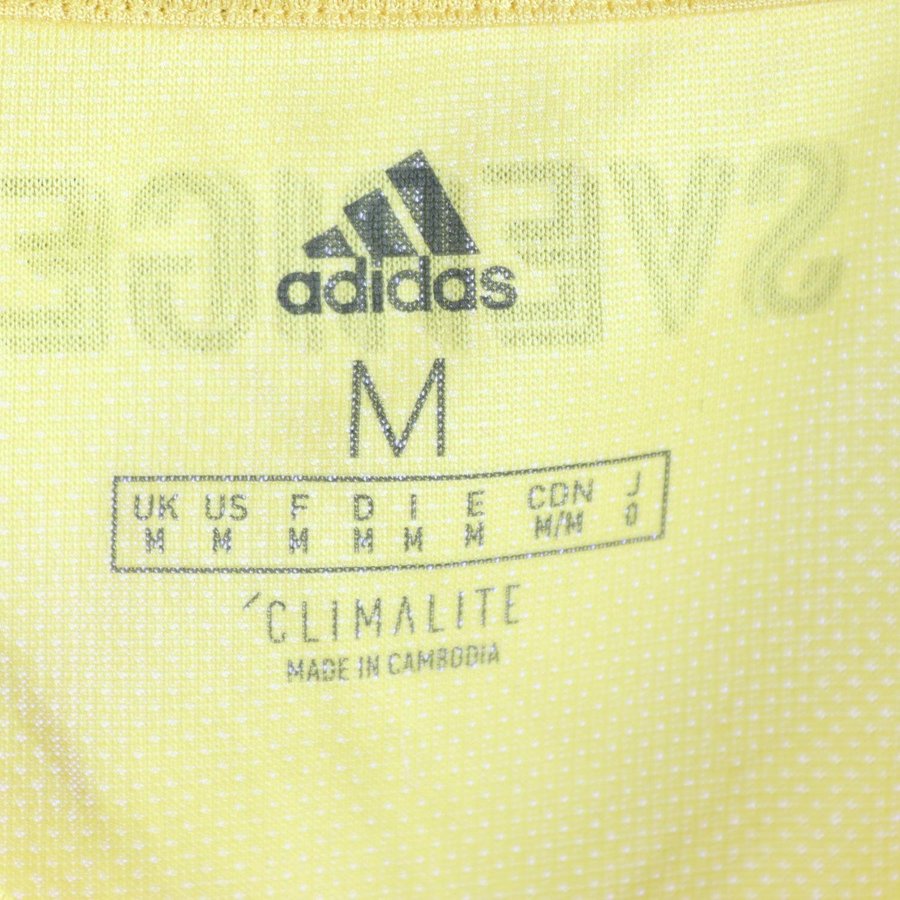 adidas
M
UK US F D I E CDN J
M M M M M M M/M O
´CLIMALITE
MADE IN CAMBODIA